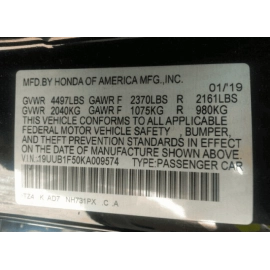 MFD.BY HONDA OF AMERICA MFG.,INC.
01/'19
GVWR 4497LBS GAWR F 2370LBS R 2161LBS
GVWR 2040KG GAWR F 1075KG R 980KG
THIS VEHICLE CONFORMS TO ALL APPLICABLE
FEDERAL MOTOR VEHICLE SAFETY, BUMPER,
AND THEFT PREVENTION STANDARDS IN EFFECT
ON THE DATE OF MANUFACTURE SHOWN ABOVE.
V.I.N.:19UUB1F50KA009574 TYPE:PASSENGER CAR
NH731PX C A